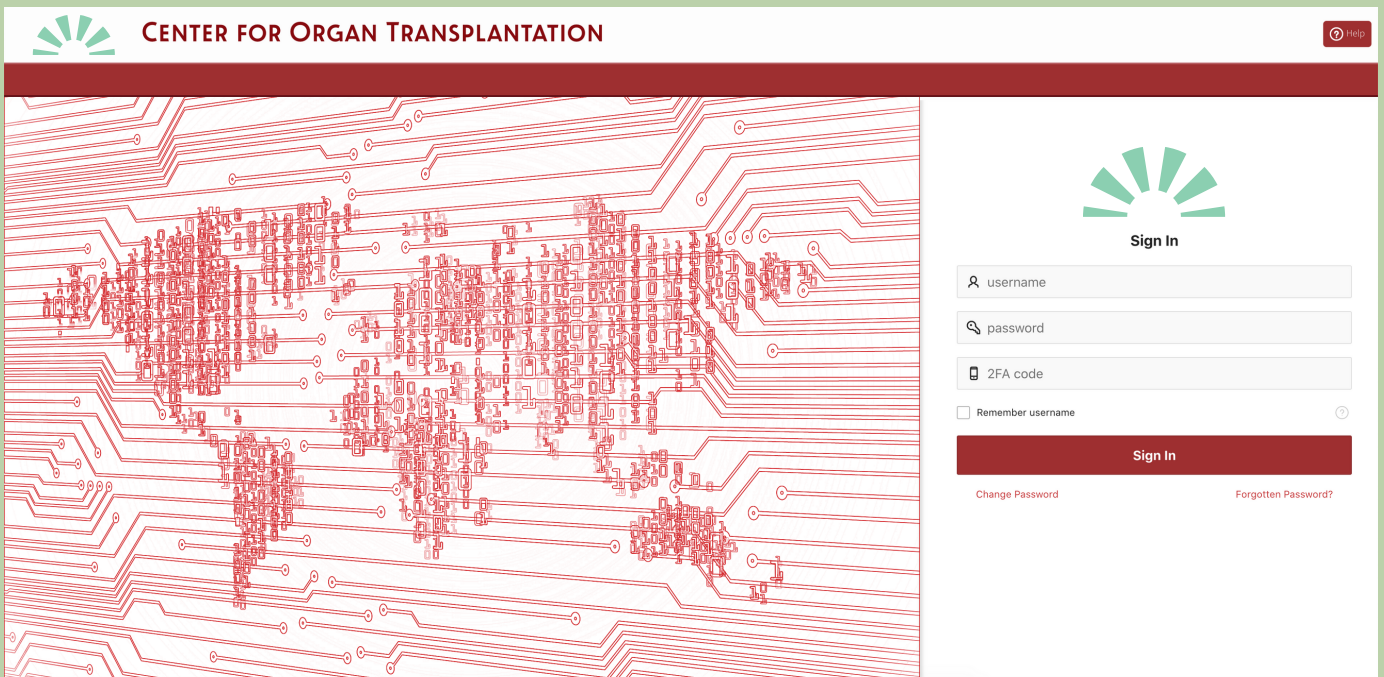 CENTER FOR ORGAN TRANSPLANTATION
Help
Sign In
username
password
2FA code
Remember username
Sign In
Change Password
Forgotten Password?